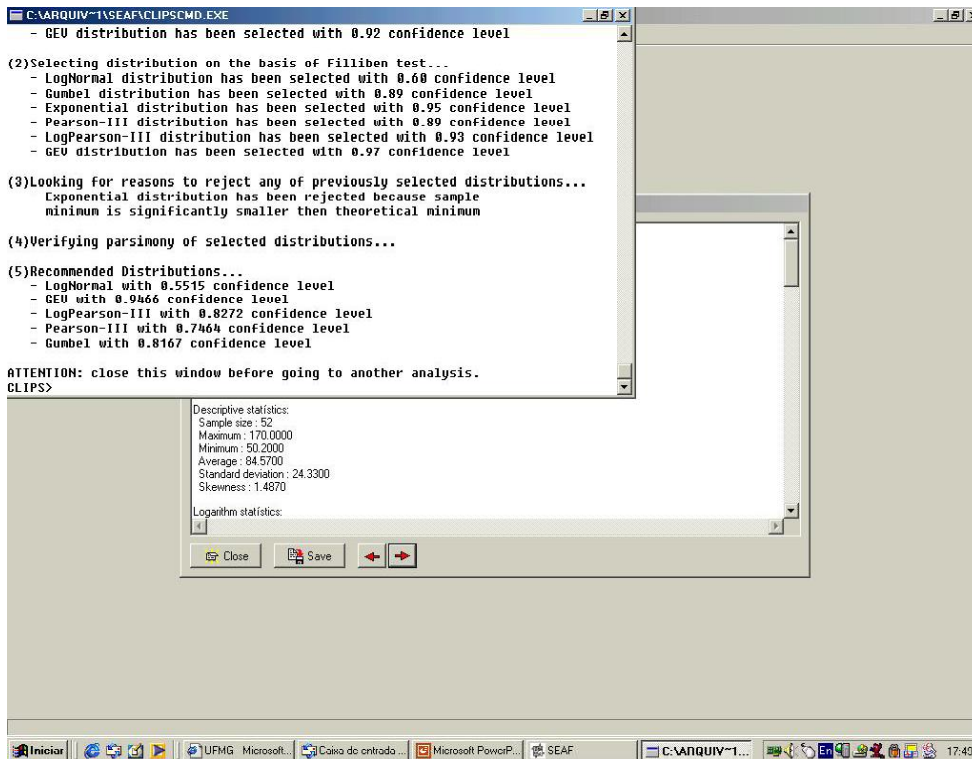 C:\ARQUIV~1\SEAF\CLIPSCMD.EXE
- GEV distribution has been selected with 0.92 confidence level
(2)Selecting distribution on the basis of Filliben test...
- LogNormal distribution has been selected with 0.60 confidence level
- Gumbel distribution has been selected with 0.89 confidence level
- Exponential distribution has been selected with 0.95 confidence level
- Pearson-III distribution has been selected with 0.89 confidence level
- LogPearson-III distribution has been selected with 0.93 confidence level
- GEV distribution has been selected with 0.97 confidence level
(3)Looking for reasons to reject any of previously selected distributions...
Exponential distribution has been rejected because sample
minimum is significantly smaller then theoretical minimum
(4)Verifying parsimony of selected distributions...
(5)Recommended Distributions...
- LogNormal with 0.5515 confidence level
- GEV with 0.9466 confidence level
- LogPearson-III with 0.8272 confidence level
- Pearson-III with 0.7464 confidence level
- Gumbel with 0.8167 confidence level
ATTENTION: close this window before going to another analysis.
CLIPS>
Descriptive statístics:
Sample size : 52
Maximum : 170.0000
Minimum : 50.2000
Average : 84.5700
Standard deviation : 24.3300
Skewness : 1.4870
Logarithm statístics:
Close
Save
Iniciar
UFMG Microsoft...
Caixa de entrada ...
Microsoft PowerP...
SEAF
C:\ARQUIV~1...
En
17:49